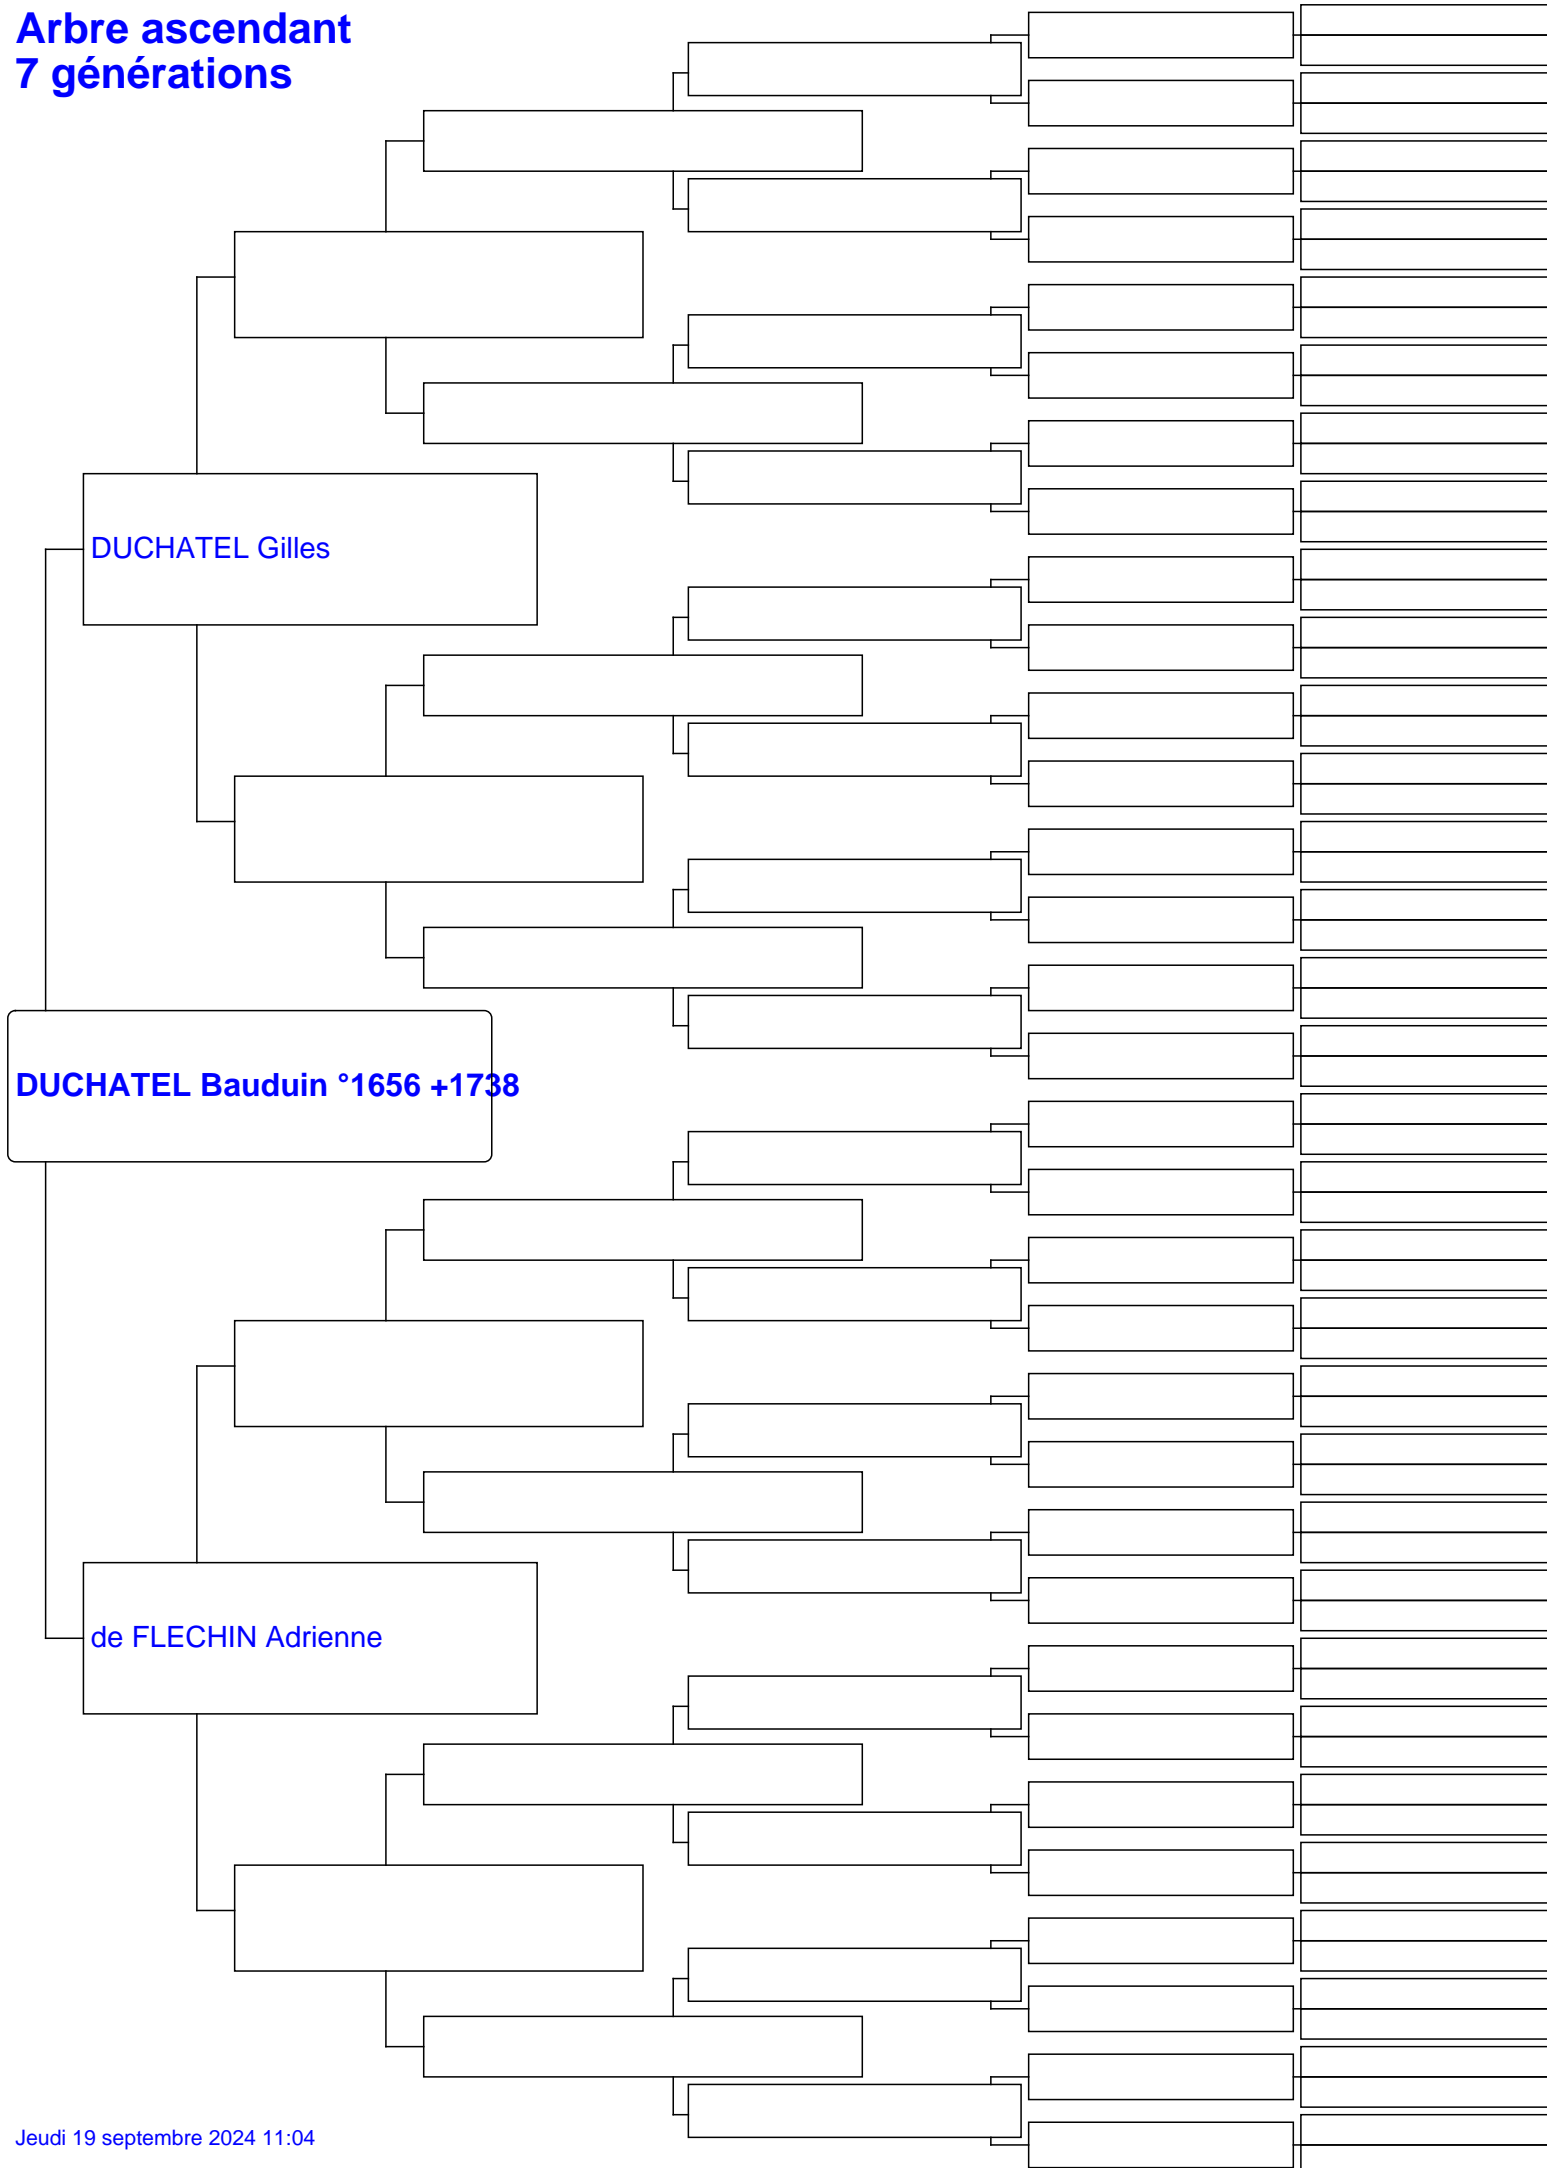 Arbre ascendant
7 générations
DUCHATEL Gilles
DUCHATEL Bauduin °1656 +1738
de FLECHIN Adrienne
Jeudi 19 septembre 2024 11:04